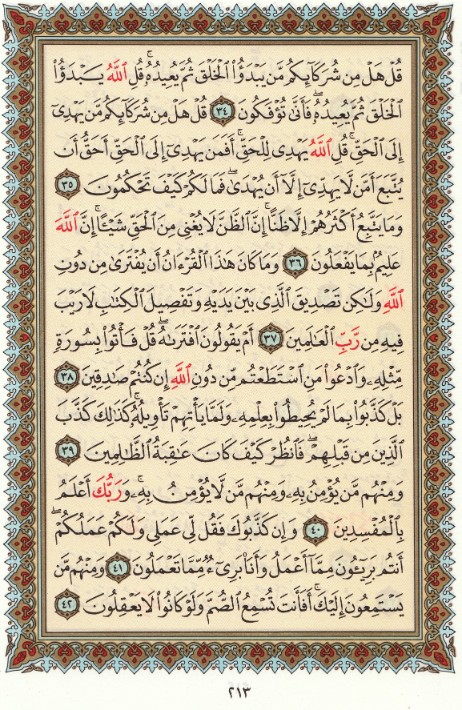 قُلْ هَلْ مِن شُرَكَآئِكُم مَّن يَبْدَؤُا۟ ٱلْخَلْقَ ثُمَّ يُعِيدُهُۥ ۚ قُلِ ٱللَّهُ يَبْدَؤُا۟
ٱلْخَلْقَ ثُمَّ يُعِيدُهُۥ ۖ فَأَنَّىٰ تُؤْفَكُونَ ٣٤ قُلْ هَلْ مِن شُرَكَآئِكُم مَّن يَهْدِىٓ
إِلَى ٱلْحَقِّ ۚ قُلِ ٱللَّهُ يَهْدِى لِلْحَقِّ ۗ أَفَمَن يَهْدِىٓ إِلَى ٱلْحَقِّ أَحَقُّ أَن
يُتَّبَعَ أَمَّن لَّا يَهِدِّىٓ إِلَّآ أَن يُهْدَىٰ ۖ فَمَا لَكُمْ كَيْفَ تَحْكُمُونَ ٣٥
وَمَا يَتَّبِعُ أَكْثَرُهُمْ إِلَّا ظَنًّا ۚ إِنَّ ٱلظَّنَّ لَا يُغْنِى مِنَ ٱلْحَقِّ شَيْـًٔا ۚ إِنَّ ٱللَّهَ
عَلِيمٌۢ بِمَا يَفْعَلُونَ ٣٦ وَمَا كَانَ هَـٰذَا ٱلْقُرْءَانُ أَن يُفْتَرَىٰ مِن دُونِ
ٱللَّهِ وَلَـٰكِن تَصْدِيقَ ٱلَّذِى بَيْنَ يَدَيْهِ وَتَفْصِيلَ ٱلْكِتَـٰبِ لَا رَيْبَ
فِيهِ مِن رَّبِّ ٱلْعَـٰلَمِينَ ٣٧ أَمْ يَقُولُونَ ٱفْتَرَىٰهُ ۖ قُلْ فَأْتُوا۟ بِسُورَةٍ
مِّثْلِهِۦ وَٱدْعُوا۟ مَنِ ٱسْتَطَعْتُم مِّن دُونِ ٱللَّهِ إِن كُنتُمْ صَـٰدِقِينَ ٣٨
بَلْ كَذَّبُوا۟ بِمَا لَمْ يُحِيطُوا۟ بِعِلْمِهِۦ وَلَمَّا يَأْتِهِمْ تَأْوِيلُهُۥ ۚ كَذَٰلِكَ كَذَّبَ
ٱلَّذِينَ مِن قَبْلِهِمْ ۖ فَٱنظُرْ كَيْفَ كَانَ عَـٰقِبَةُ ٱلظَّـٰلِمِينَ ٣٩
وَمِنْهُم مَّن يُؤْمِنُ بِهِۦ وَمِنْهُم مَّن لَّا يُؤْمِنُ بِهِۦ ۚ وَرَبُّكَ أَعْلَمُ
بِٱلْمُفْسِدِينَ ٤٠ وَإِن كَذَّبُوكَ فَقُل لِّى عَمَلِى وَلَكُمْ عَمَلُكُمْ ۖ
أَنتُم بَرِيٓـُٔونَ مِمَّآ أَعْمَلُ وَأَنَا۠ بَرِىٓءٌ مِّمَّا تَعْمَلُونَ ٤١ وَمِنْهُم مَّن
يَسْتَمِعُونَ إِلَيْكَ ۚ أَفَأَنتَ تُسْمِعُ ٱلصُّمَّ وَلَوْ كَانُوا۟ لَا يَعْقِلُونَ ٤٢
٢١٣